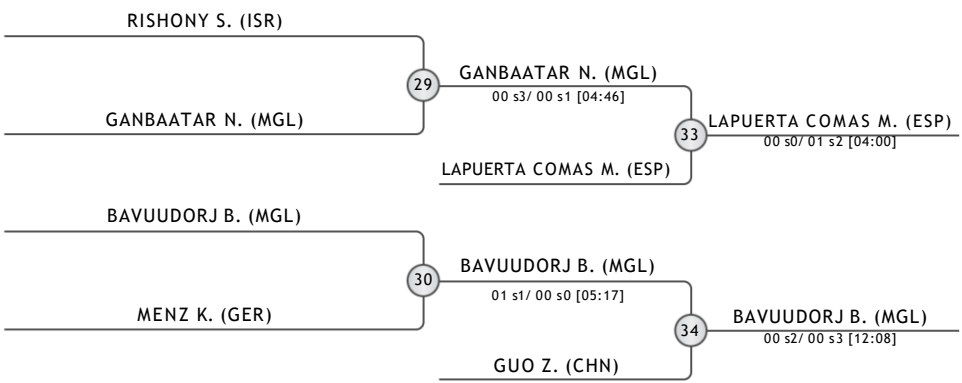 RISHONY S. (ISR)
29
GANBAATAR N. (MGL)
00 s3/ 00 s1 [04:46]
GANBAATAR N. (MGL)
33
LAPUERTA COMAS M. (ESP)
00 s0/ 01 s2 [04:00]
LAPUERTA COMAS M. (ESP)
BAVUUDORJ B. (MGL)
30
BAVUUDORJ B. (MGL)
01 s1/ 00 s0 [05:17]
MENZ K. (GER)
34
BAVUUDORJ B. (MGL)
00 s2/ 00 s3 [12:08]
GUO Z. (CHN)